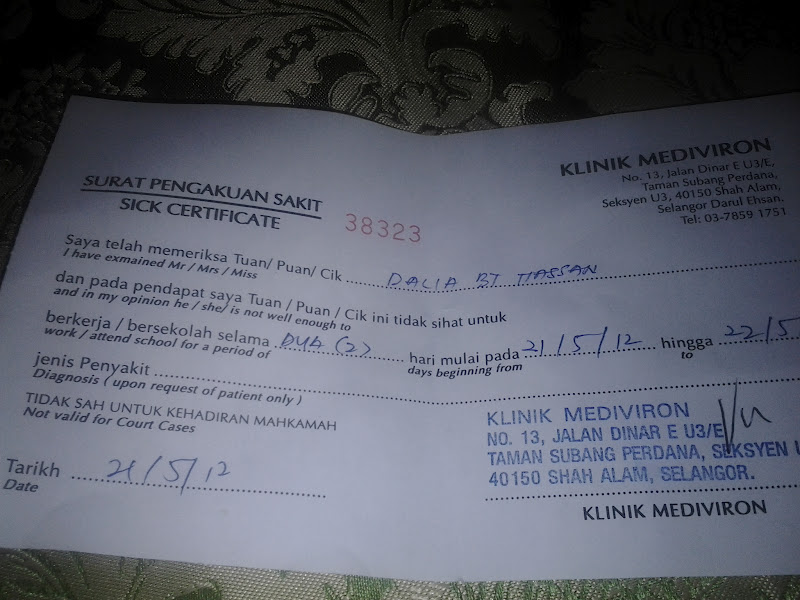 KLINIK MEDIVIRON
No. 13, Jalan Dinar E U3/E,
Taman Subang Perdana,
Seksyen U3, 40150 Shah Alam,
Selangor Darul Ehsan.
Tel: 03-7859 1751
SURAT PENGAKUAN SAKIT
SICK CERTIFICATE 38323
Saya telah memeriksa Tuan/ Puan/ Cik ........ DALIA BT HASSAN
I have exmained Mr / Mrs / Miss
dan pada pendapat saya Tuan / Puan / Cik ini tidak sihat untuk
and in my opinion he / she/ is not well enough to
berkerja / bersekolah selama DUA (2) hari mulai pada 21/5/12 hingga 22/5
work / attend school for a period of days beginning from to
jenis Penyakit
Diagnosis ( upon request of patient only )
TIDAK SAH UNTUK KEHADIRAN MAHKAMAH
Not valid for Court Cases
KLINIK MEDIVIRON
NO. 13, JALAN DINAR E U3/E
TAMAN SUBANG PERDANA, SEKSYEN U
40150 SHAH ALAM, SELANGOR.
Tarikh 21/5/12
Date
KLINIK MEDIVIRON